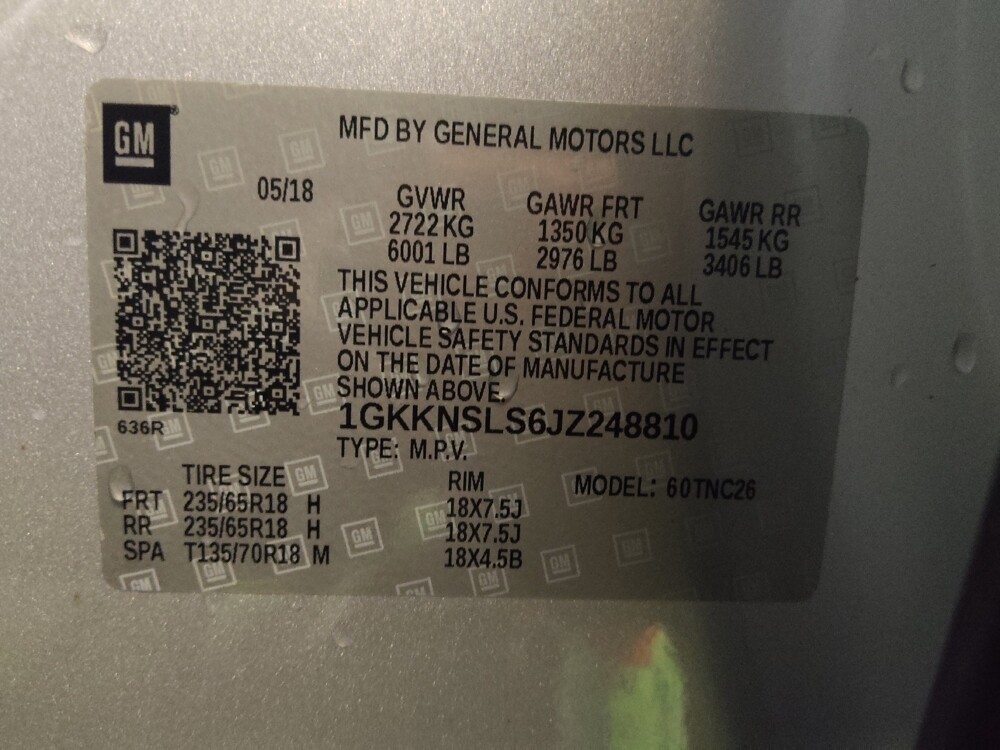 GM
MFD BY GENERAL MOTORS LLC
05/18
GVWR GAWR FRT GAWR RR
2722 KG 1350 KG 1545 KG
6001 LB 2976 LB 3406 LB
THIS VEHICLE CONFORMS TO ALL
APPLICABLE U.S. FEDERAL MOTOR
VEHICLE SAFETY STANDARDS IN EFFECT
ON THE DATE OF MANUFACTURE
SHOWN ABOVE.
1GKKNSLS6JZ248810
636R
TYPE: M.P.V.
TIRE SIZE RIM MODEL: 60TNC26
FRT 235/65R18 H 18X7.5J
RR 235/65R18 H 18X7.5J
SPA T135/70R18 M 18X4.5B